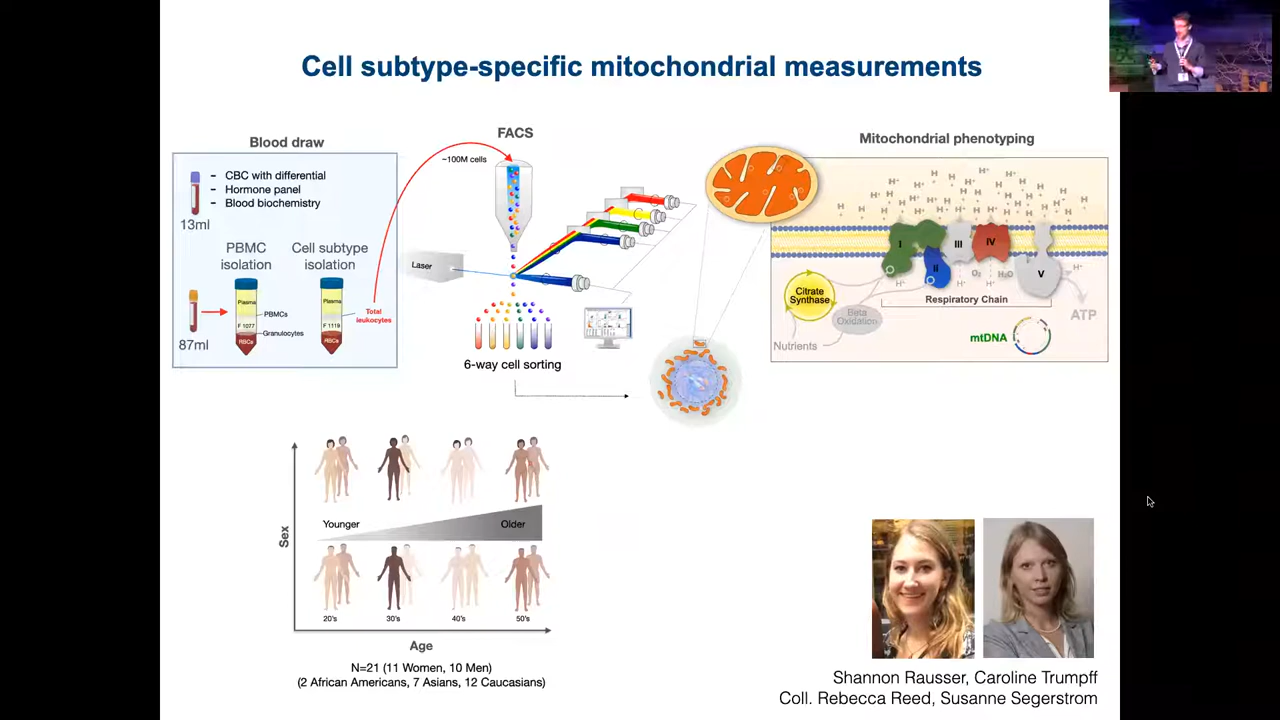 Cell subtype-specific mitochondrial measurements
Blood draw
- CBC with differential
- Hormone panel
- Blood biochemistry
13ml
PBMC
isolation
Cell subtype
isolation
Plasma
PBMCs
F 1077
Granulocytes
RBCs
Plasma
F 1119
RBCs
Total
leukocytes
87ml
FACS
~100M cells
Laser
6-way cell sorting
Mitochondrial phenotyping
H+ H+ H+ H+ H+ H+ H+ H+ H+ H+ H+ H+ H+ H+ H+ H+
I
II
III
IV
V
O₂
H₂O
H+
H+
H+
Citrate
Synthase
Beta
Oxidation
Nutrients
Respiratory Chain
ATP
mtDNA
Sex
Younger
Older
20's
30's
40's
50's
Age
N=21 (11 Women, 10 Men)
(2 African Americans, 7 Asians, 12 Caucasians)
Shannon Rausser, Caroline Trumpff
Coll. Rebecca Reed, Susanne Segerstrom